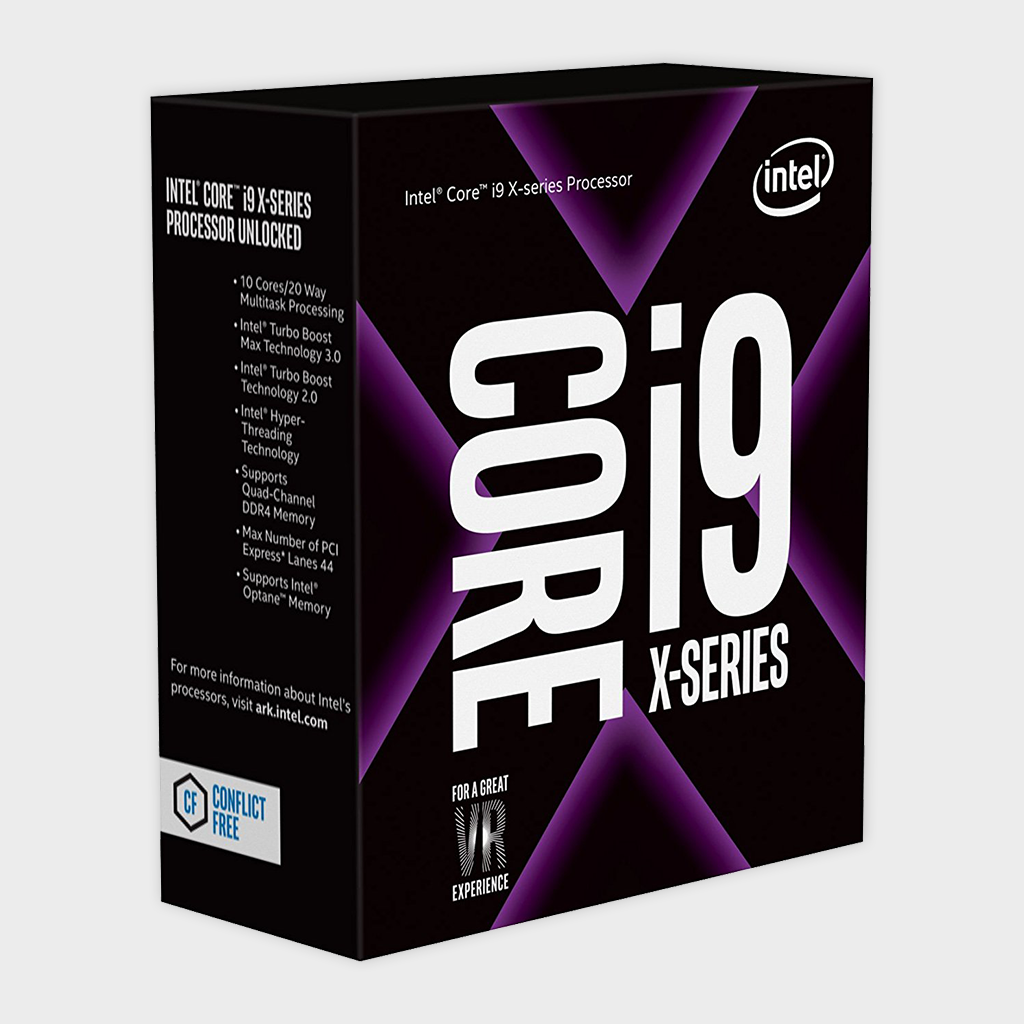 INTEL® CORE™ i9 X-SERIES
PROCESSOR UNLOCKED
• 10 Cores/20 Way
Multitask Processing
• Intel® Turbo Boost
Max Technology 3.0
• Intel® Turbo Boost
Technology 2.0
• Intel® Hyper-
Threading
Technology
• Supports
Quad-Channel
DDR4 Memory
• Max Number of PCI
Express* Lanes 44
• Supports Intel®
Optane™ Memory
For more information about Intel's
processors, visit ark.intel.com
CF
CONFLICT
FREE
Intel® Core™ i9 X-series Processor
intel®
CORE
i9
X-SERIES
FOR A GREAT
VR
EXPERIENCE